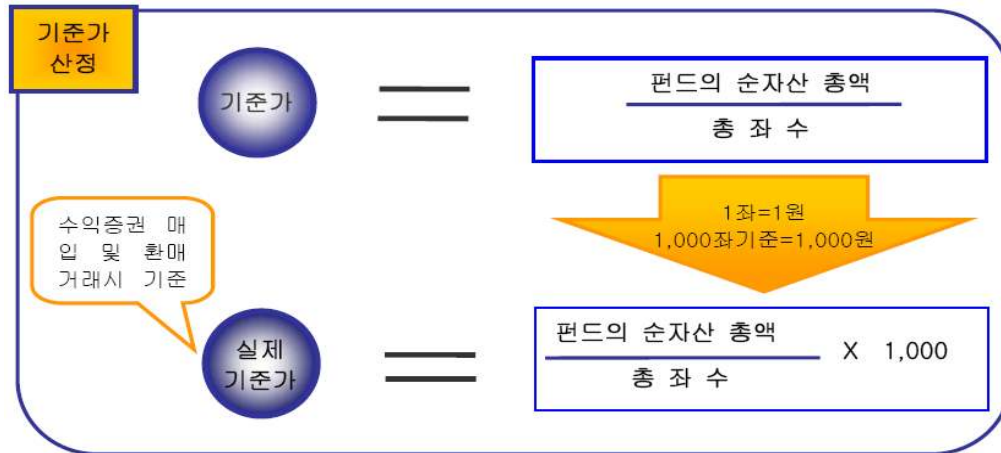 기준가
산정
기준가
=
펀드의 순자산 총액
총 좌 수
1좌=1원
1,000좌기준=1,000원
수익증권 매
입 및 환매
거래시 기준
실제
기준가
=
펀드의 순자산 총액
총 좌 수
X 1,000